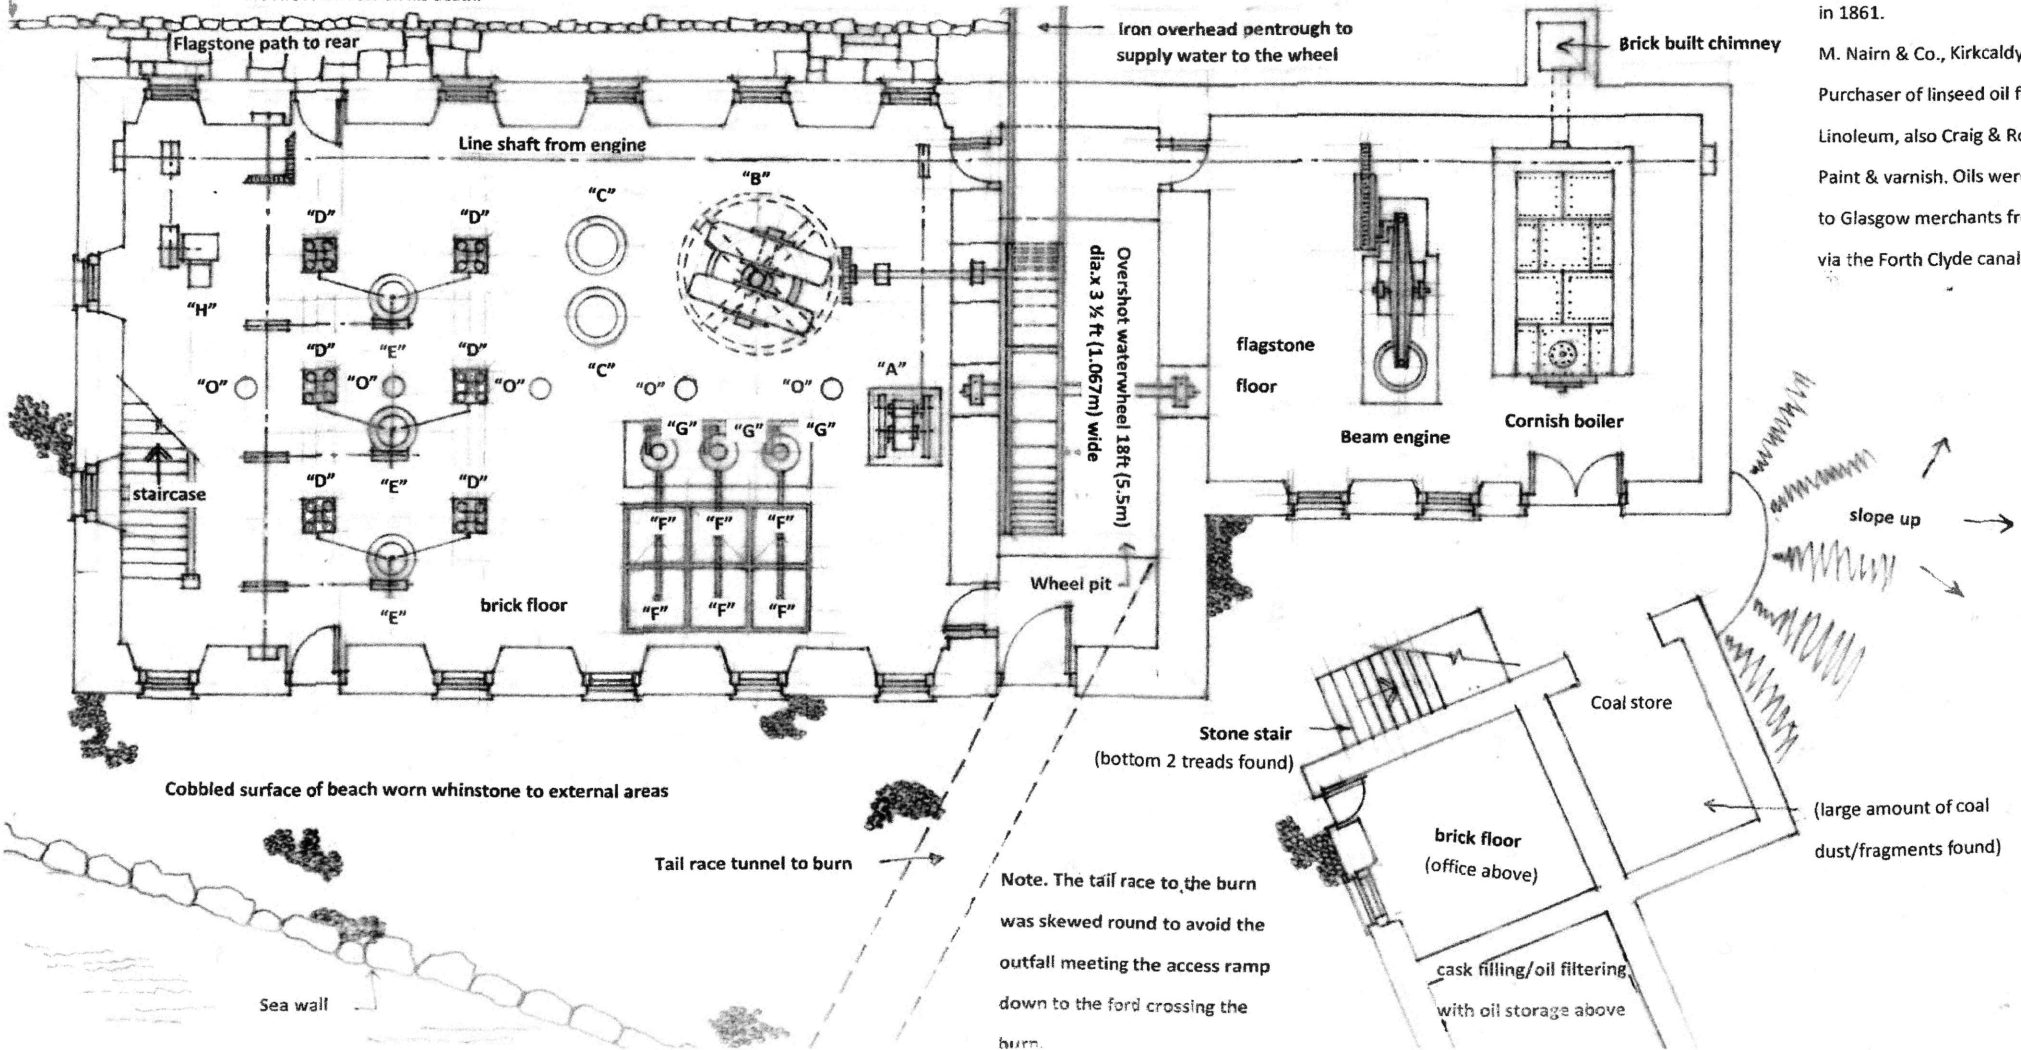 Flagstone path to rear
Iron overhead pentrough to
supply water to the wheel
Brick built chimney
in 1861.
M. Nairn & Co., Kirkcaldy
Purchaser of linseed oil
Linoleum, also Craig &
Paint & varnish. Oils
to Glasgow merchants
via the Forth Clyde canal
Line shaft from engine
"B"
"C"
"D"
"D"
"H"
"D"
"E"
"D"
"C"
"O"
"O"
"O"
"O"
"O"
"A"
"G"
"G"
"G"
staircase
"D"
"E"
"D"
"F"
"F"
"F"
"F"
"F"
"F"
"E"
brick floor
Overshot waterwheel 18ft (5.5m)
dia.x 3 ½ ft (1.067m) wide
Wheel pit
flagstone
floor
Beam engine
Cornish boiler
slope up
Stone stair
(bottom 2 treads found)
Coal store
(large amount of coal
dust/fragments found)
brick floor
(office above)
cask filling/oil filtering
with oil storage above
Cobbled surface of beach worn whinstone to external areas
Tail race tunnel to burn
Note. The tail race to the burn
was skewed round to avoid the
outfall meeting the access ramp
down to the ford crossing the
burn.
Sea wall